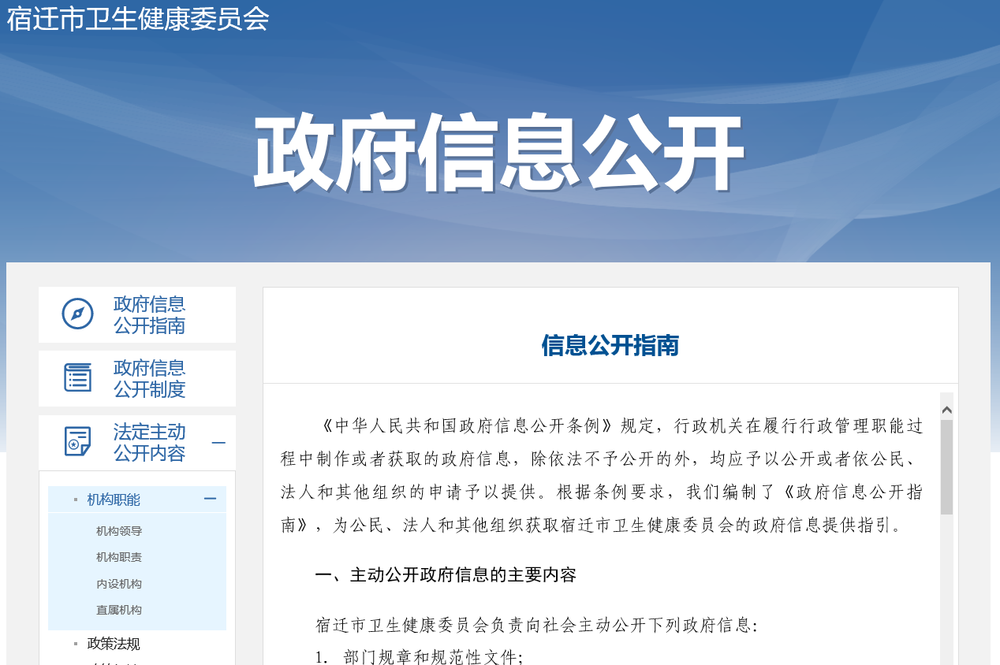 宿迁市卫生健康委员会
政府信息公开
政府信息
公开指南
政府信息
公开制度
法定主动
公开内容
机构职能
机构领导
机构职责
内设机构
直属机构
政策法规
信息公开指南
《中华人民共和国政府信息公开条例》规定，行政机关在履行行政管理职能过
程中制作或者获取的政府信息，除依法不予公开的外，均应予以公开或者依公民、
法人和其他组织的申请予以提供。根据条例要求，我们编制了《政府信息公开指
南》，为公民、法人和其他组织获取宿迁市卫生健康委员会的政府信息提供指引。
一、主动公开政府信息的主要内容
宿迁市卫生健康委员会负责向社会主动公开下列政府信息：
1. 部门规章和规范性文件；